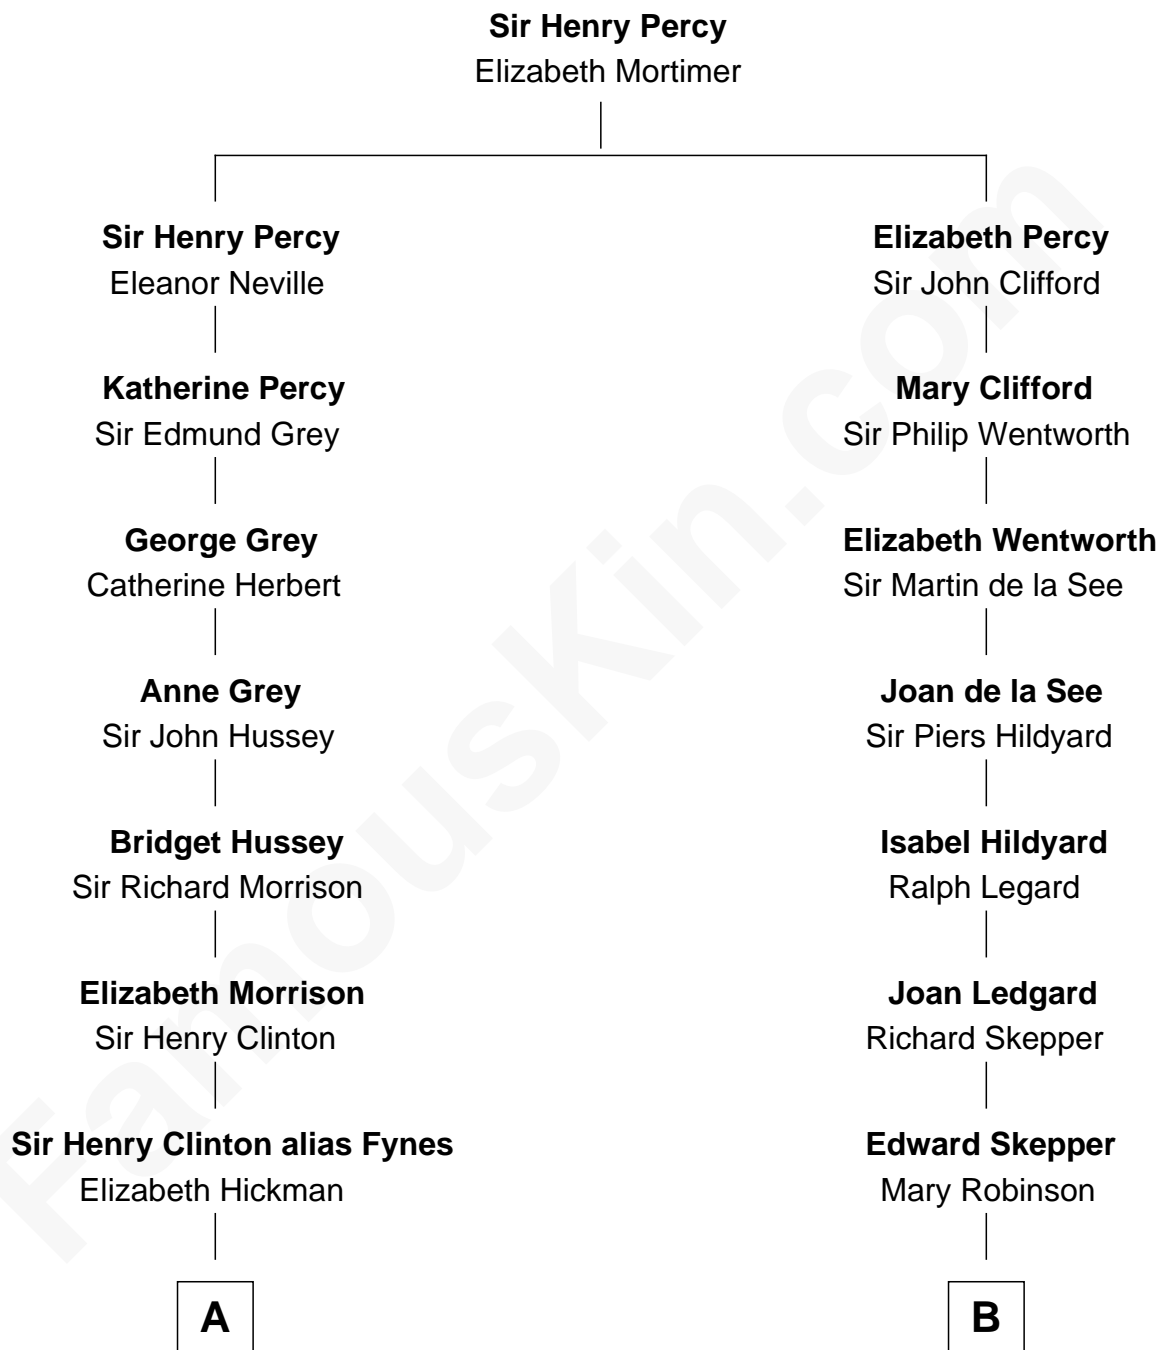 Sir Henry Percy
Elizabeth Mortimer
Sir Henry Percy
Eleanor Neville
Katherine Percy
Sir Edmund Grey
George Grey
Catherine Herbert
Anne Grey
Sir John Hussey
Bridget Hussey
Sir Richard Morrison
Elizabeth Morrison
Sir Henry Clinton
Sir Henry Clinton alias Fynes
Elizabeth Hickman
A
Elizabeth Percy
Sir John Clifford
Mary Clifford
Sir Philip Wentworth
Elizabeth Wentworth
Sir Martin de la See
Joan de la See
Sir Piers Hildyard
Isabel Hildyard
Ralph Legard
Joan Ledgard
Richard Skepper
Edward Skepper
Mary Robinson
B
FamousKin.com